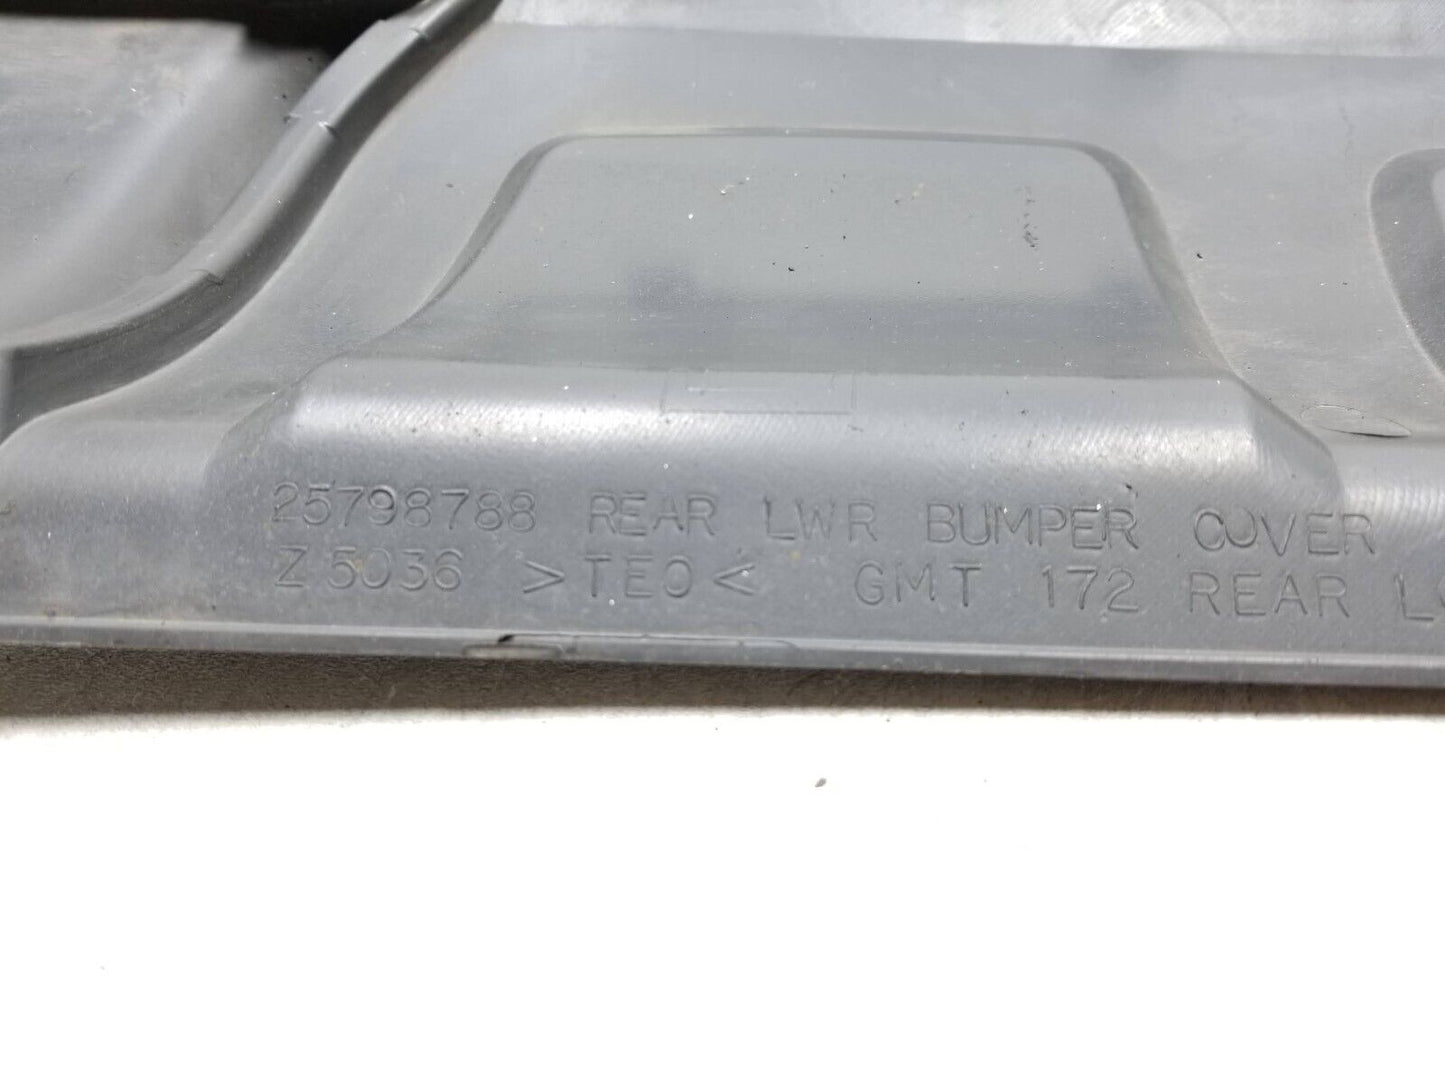 25798788 REAR LWR BUMPER COVER
Z 5036 >TEO< GMT 172 REAR